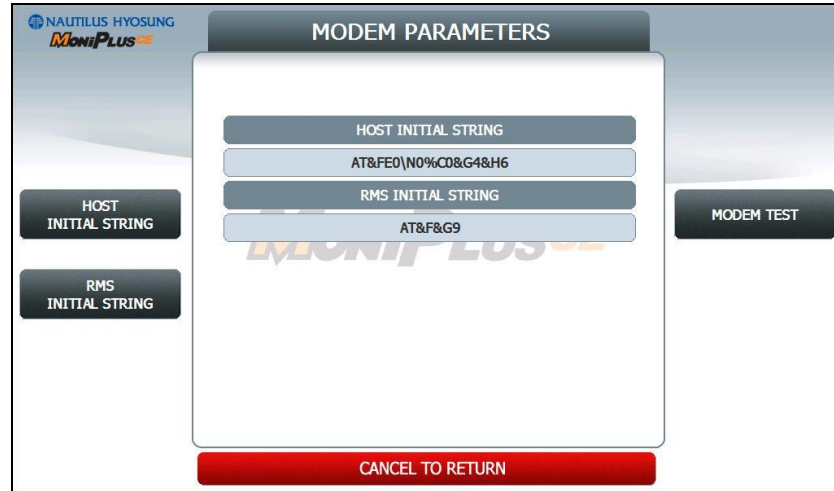 NAUTILUS HYOSUNG
MoniPlusCE
MODEM PARAMETERS
HOST INITIAL STRING
AT&FE0\N0%C0&G4&H6
RMS INITIAL STRING
AT&F&G9
MoniPlusCE
HOST
INITIAL STRING
RMS
INITIAL STRING
MODEM TEST
CANCEL TO RETURN